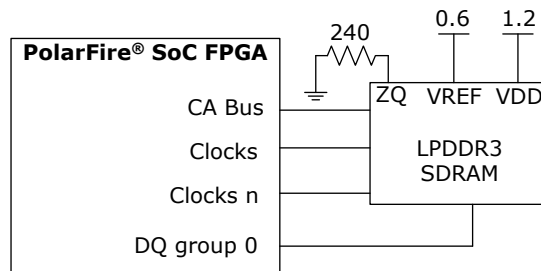 240
0.6
1.2
PolarFire® SoC FPGA
ZQ
VREF
VDD
CA Bus
Clocks
LPDDR3
SDRAM
Clocks n
DQ group 0